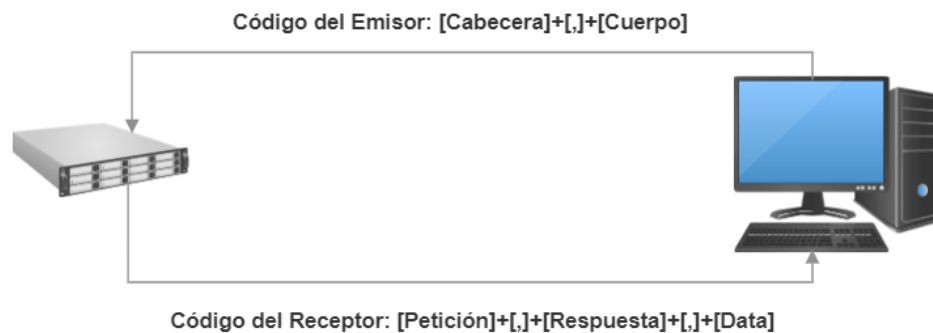 Código del Emisor: [Cabecera]+[,]+[Cuerpo]
Código del Receptor: [Petición]+[,]+[Respuesta]+[,]+[Data]